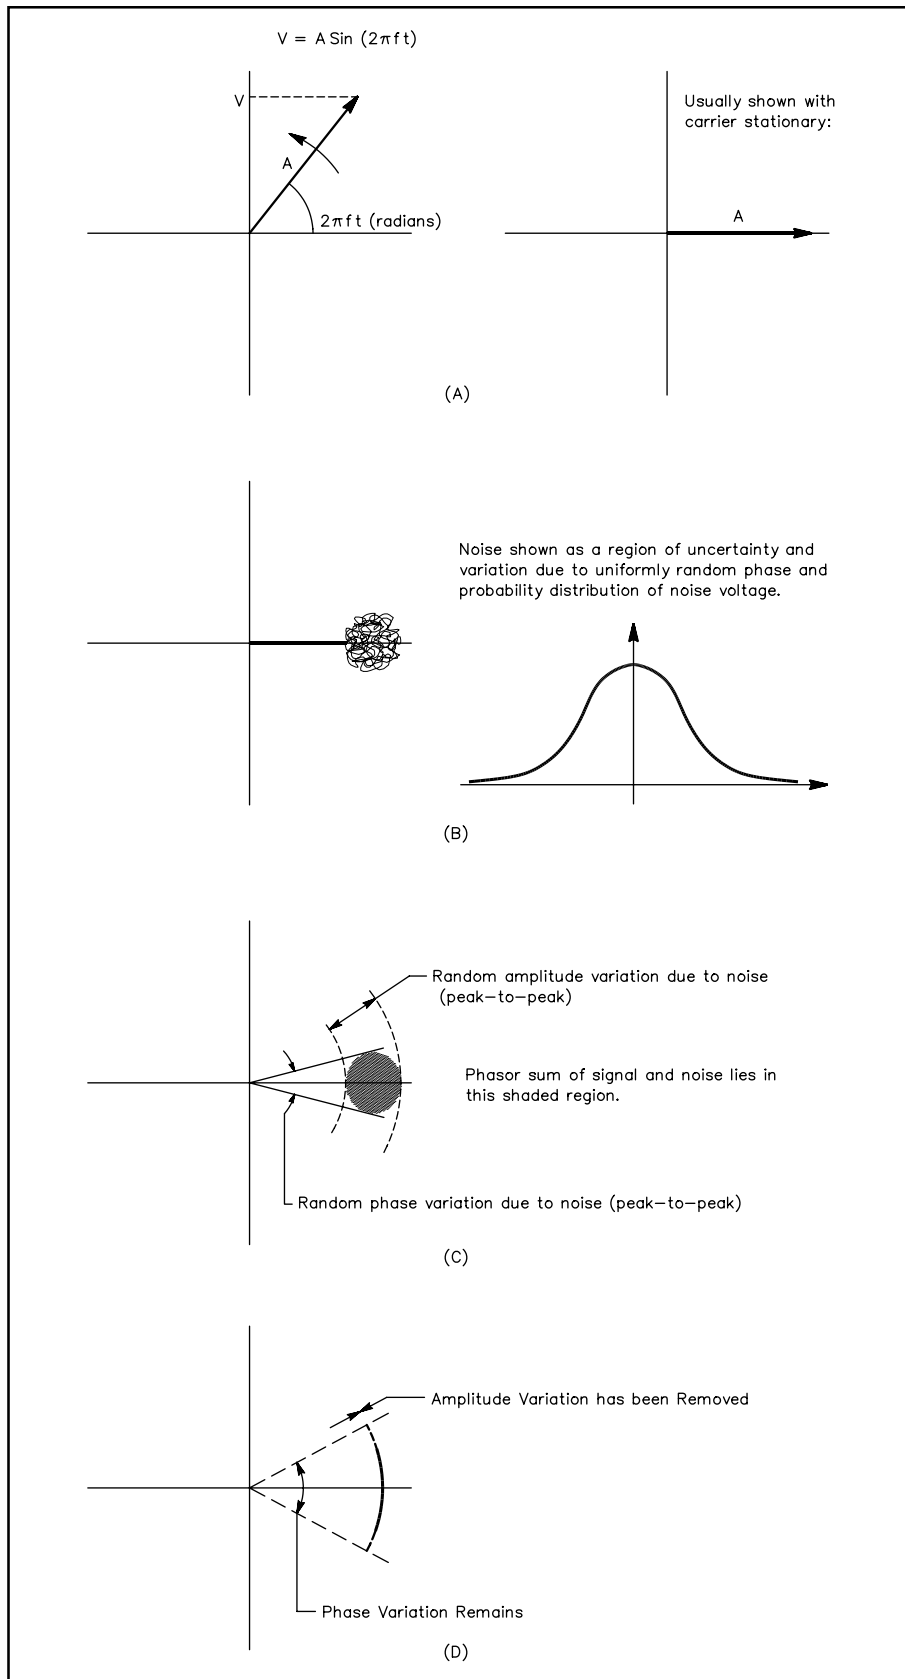 V = A Sin (2πft)
V
A
2πft (radians)
Usually shown with
carrier stationary:
A
(A)
Noise shown as a region of uncertainty and
variation due to uniformly random phase and
probability distribution of noise voltage.
(B)
Random amplitude variation due to noise
(peak-to-peak)
Phasor sum of signal and noise lies in
this shaded region.
Random phase variation due to noise (peak-to-peak)
(C)
Amplitude Variation has been Removed
Phase Variation Remains
(D)